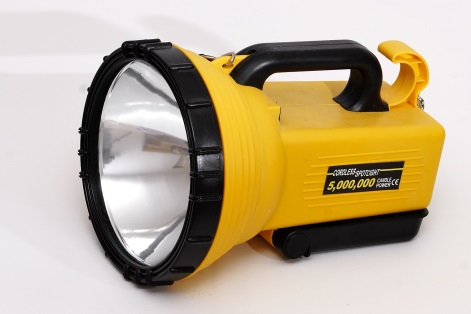 CORDLESS SPOTLIGHT
5,000,000 CANDLE POWER CE